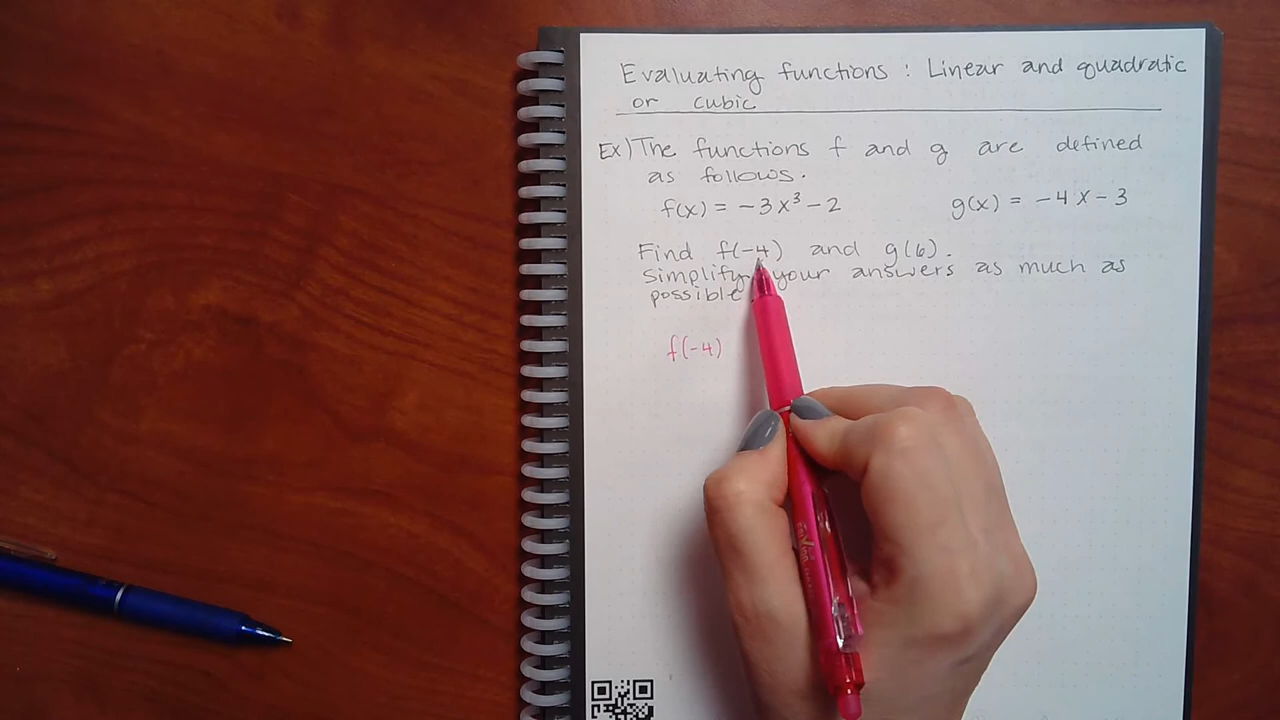 Evaluating functions : Linear and quadratic
or cubic
Ex) The functions f and g are defined
as follows.
f(x) = -3x³-2 g(x) = -4x-3
Find f(-4) and g(6).
Simplify your answers as much as
possible
f(-4)